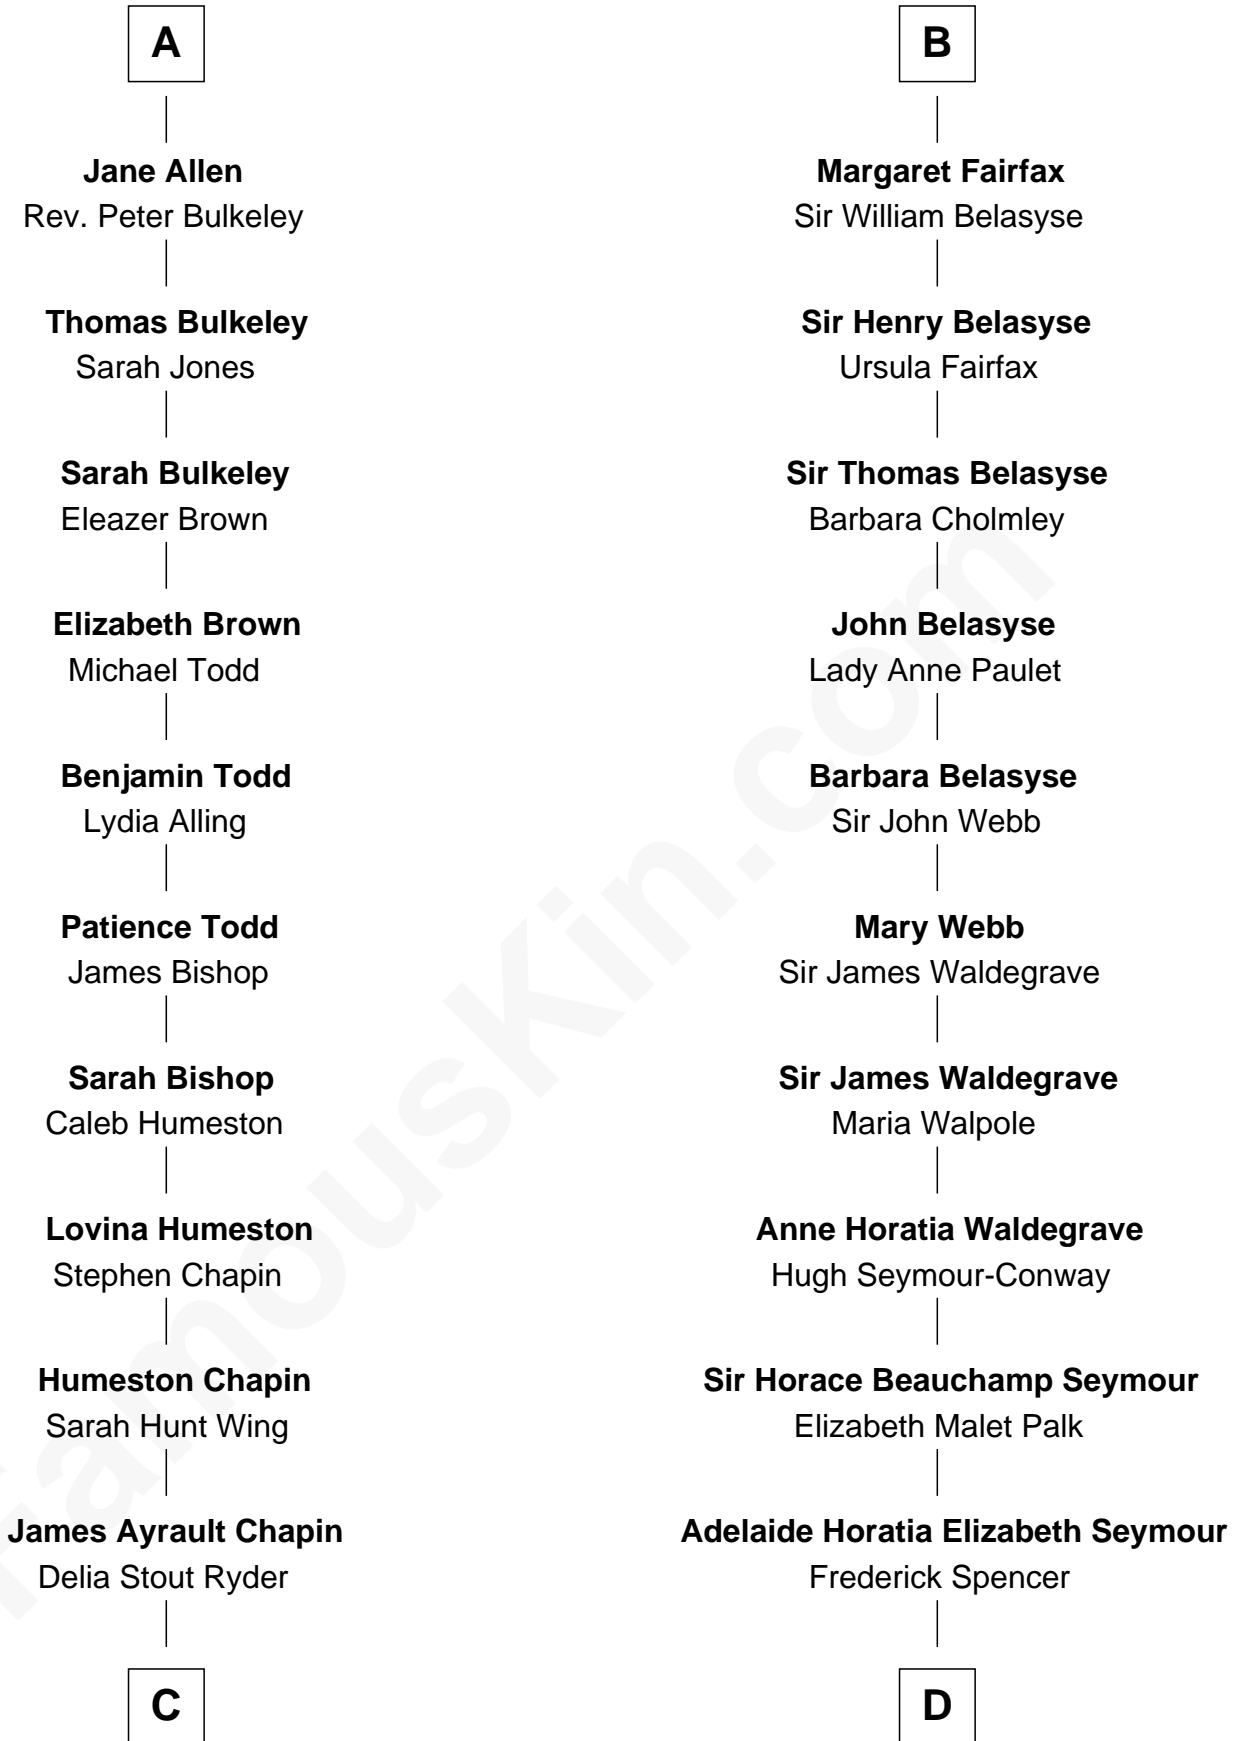 A
Jane Allen
Rev. Peter Bulkeley
Thomas Bulkeley
Sarah Jones
Sarah Bulkeley
Eleazer Brown
Elizabeth Brown
Michael Todd
Benjamin Todd
Lydia Alling
Patience Todd
James Bishop
Sarah Bishop
Caleb Humeston
Lovina Humeston
Stephen Chapin
Humeston Chapin
Sarah Hunt Wing
James Ayrault Chapin
Delia Stout Ryder
C
B
Margaret Fairfax
Sir William Belasyse
Sir Henry Belasyse
Ursula Fairfax
Sir Thomas Belasyse
Barbara Cholmley
John Belasyse
Lady Anne Paulet
Barbara Belasyse
Sir John Webb
Mary Webb
Sir James Waldegrave
Sir James Waldegrave
Maria Walpole
Anne Horatia Waldegrave
Hugh Seymour-Conway
Sir Horace Beauchamp Seymour
Elizabeth Malet Palk
Adelaide Horatia Elizabeth Seymour
Frederick Spencer
D
FamousKin.com